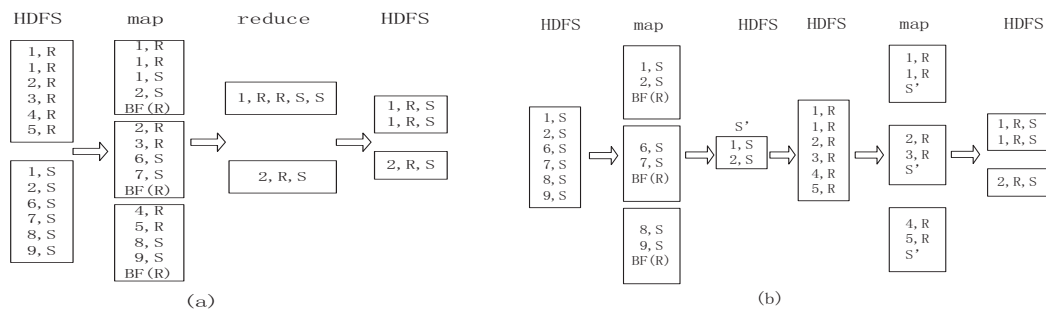 HDFS
map
reduce
HDFS
1, R
1, R
2, R
3, R
4, R
5, R
1, S
2, S
6, S
7, S
8, S
9, S
1, R
1, R
1, S
2, S
BF(R)
2, R
3, R
6, S
7, S
BF(R)
4, R
5, R
8, S
9, S
BF(R)
1, R, R, S, S
2, R, S
1, R, S
1, R, S
2, R, S
(a)
HDFS
map
HDFS
HDFS
map
HDFS
1, S
2, S
6, S
7, S
8, S
9, S
1, S
2, S
BF(R)
6, S
7, S
BF(R)
8, S
9, S
BF(R)
S’
1, S
2, S
1, R
1, R
2, R
3, R
4, R
5, R
1, R
1, R
S’
2, R
3, R
S’
4, R
5, R
S’
1, R, S
1, R, S
2, R, S
(b)